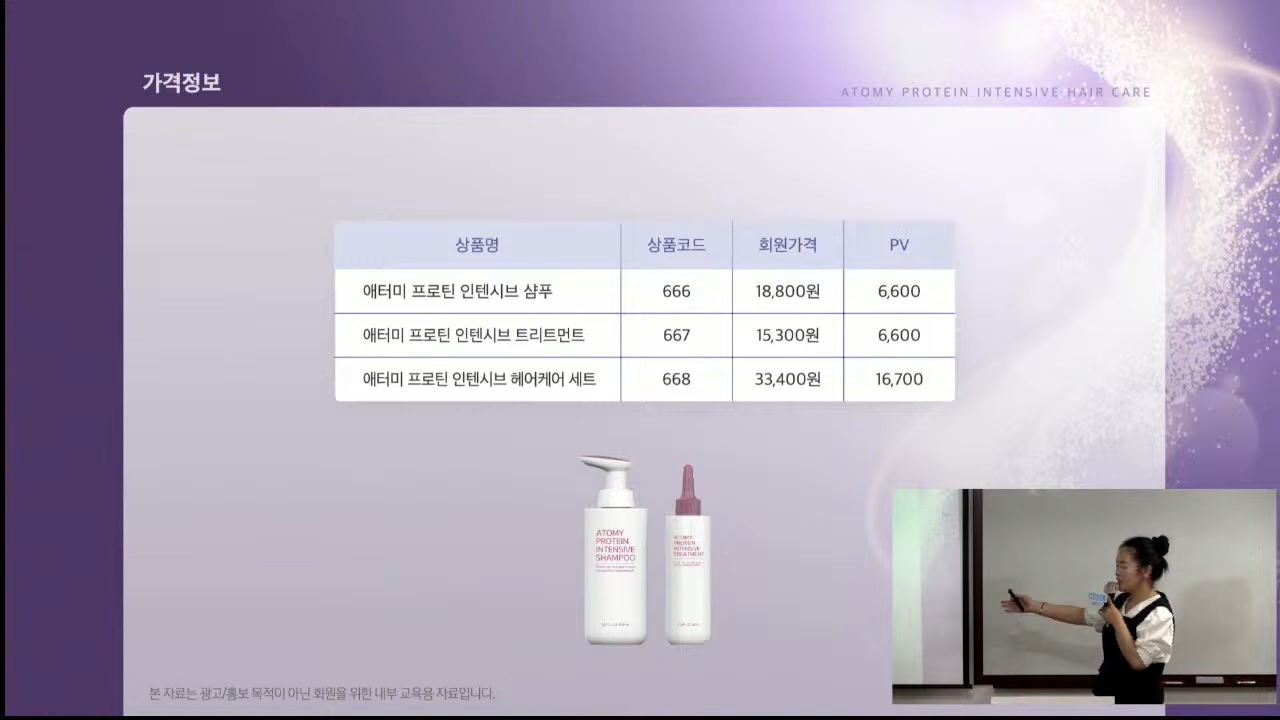 가격정보
ATOMY PROTEIN INTENSIVE HAIR CARE
상품명 상품코드 회원가격 PV
애터미 프로틴 인텐시브 샴푸 666 18,800원 6,600
애터미 프로틴 인텐시브 트리트먼트 667 15,300원 6,600
애터미 프로틴 인텐시브 헤어케어 세트 668 33,400원 16,700
ATOMY
PROTEIN
INTENSIVE
SHAMPOO
ATOMY
PROTEIN
INTENSIVE
TREATMENT
본 자료는 광고/홍보 목적이 아닌 회원을 위한 내부 교육용 자료입니다.